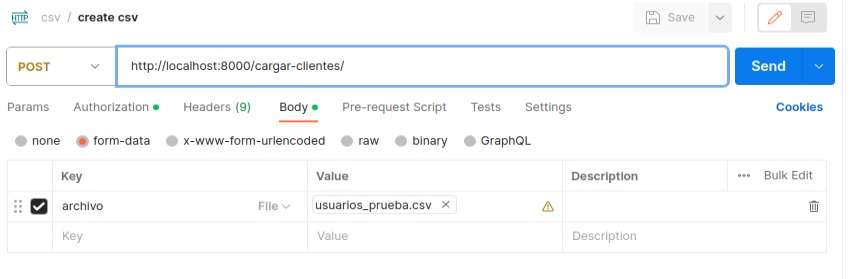 HTTP csv / create csv Save
POST http://localhost:8000/cargar-clientes/ Send
Params Authorization Headers (9) Body Pre-request Script Tests Settings Cookies
none form-data x-www-form-urlencoded raw binary GraphQL
Key Value Description ••• Bulk Edit
archivo File usuarios_prueba.csv ×
Key Value Description